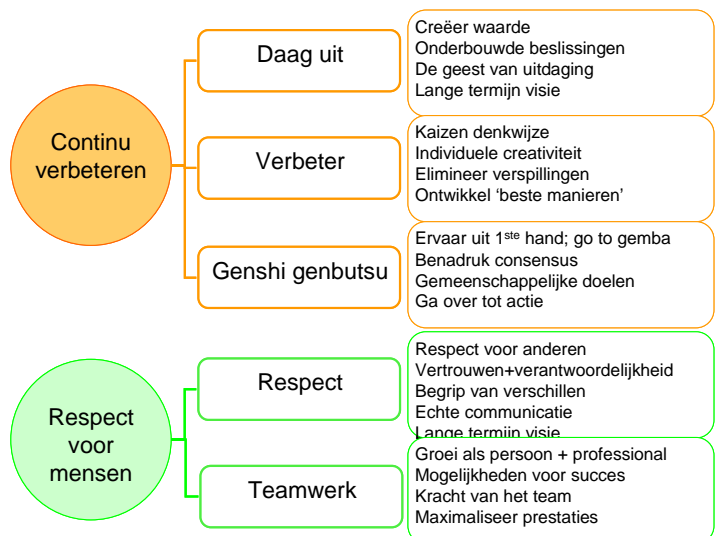 Continu
verbeteren
Daag uit
Creëer waarde
Onderbouwde beslissingen
De geest van uitdaging
Lange termijn visie
Verbeter
Kaizen denkwijze
Individuele creativiteit
Elimineer verspillingen
Ontwikkel ‘beste manieren’
Genshi genbutsu
Ervaar uit 1ste hand; go to gemba
Benadruk consensus
Gemeenschappelijke doelen
Ga over tot actie
Respect
voor
mensen
Respect
Respect voor anderen
Vertrouwen+verantwoordelijkheid
Begrip van verschillen
Echte communicatie
Lange termijn visie
Teamwerk
Groei als persoon + professional
Mogelijkheden voor succes
Kracht van het team
Maximaliseer prestaties